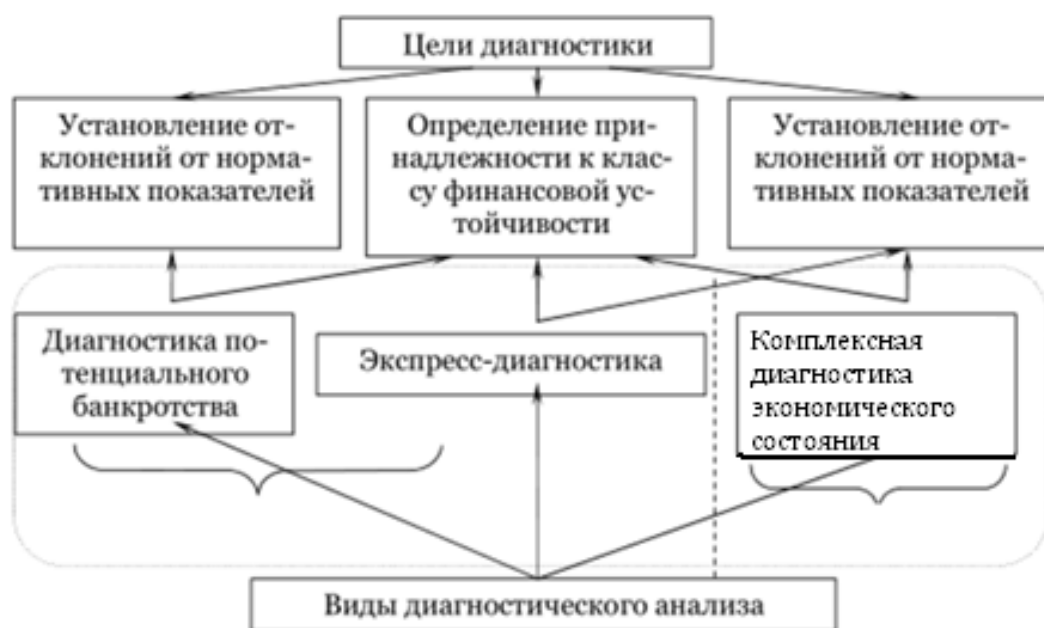 Цели диагностики
Установление от-
клонений от норма-
тивных показателей
Определение при-
надлежности к клас-
су финансовой ус-
тойчивости
Установление от-
клонений от норма-
тивных показателей
Диагностика по-
тенциального
банкротства
Экспресс-диагностика
Комплексная
диагностика
экономического
состояния
Виды диагностического анализа